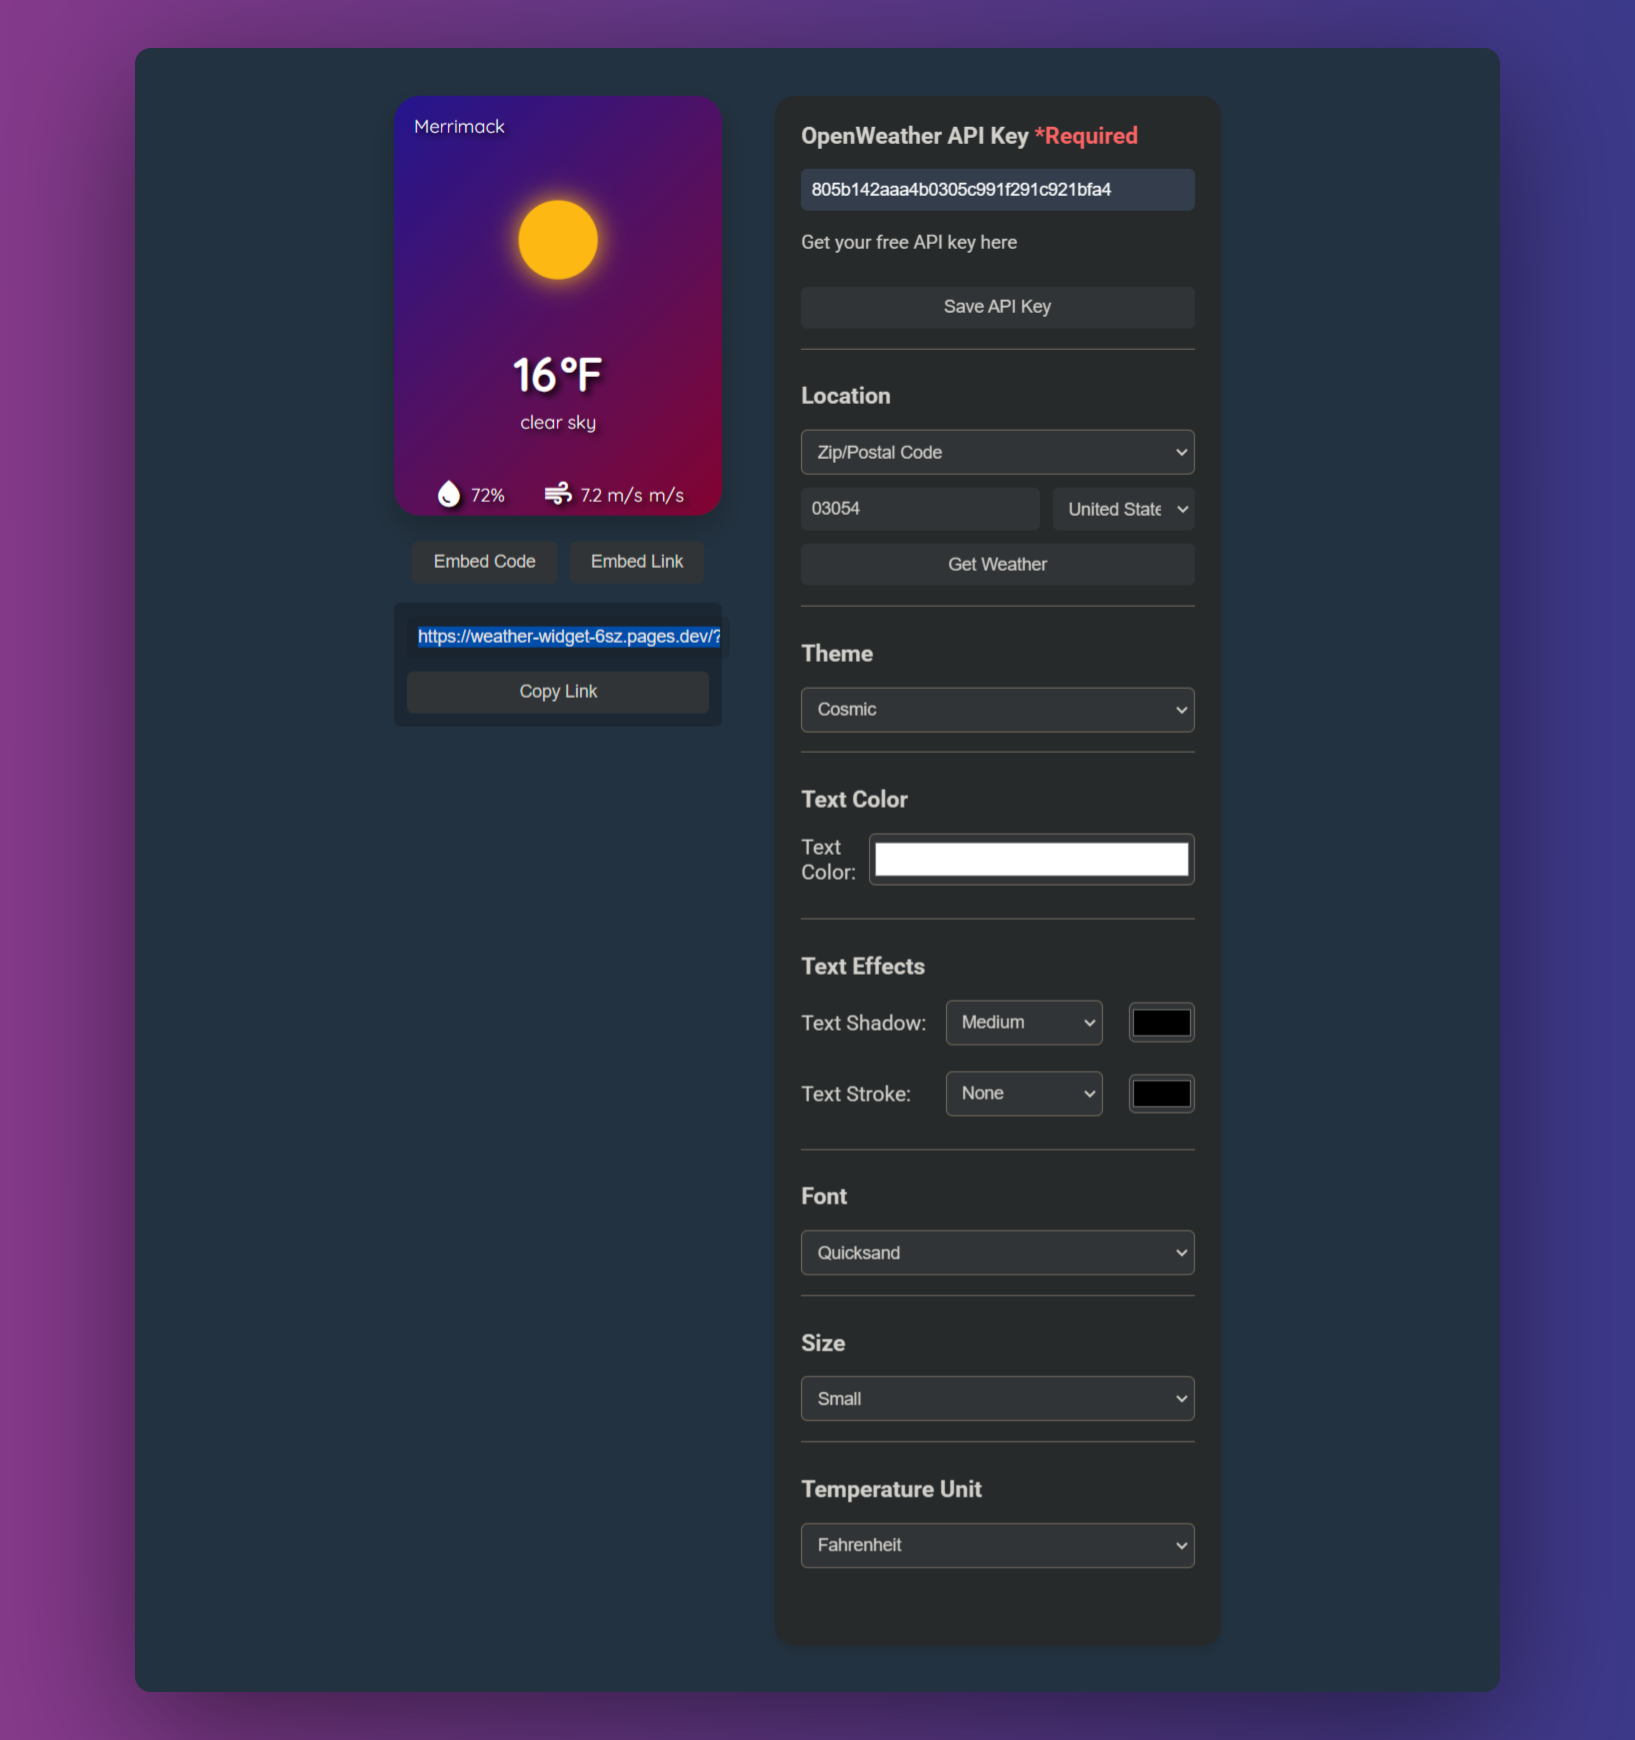 Merrimack
16°F
clear sky
72%
7.2 m/s m/s
Embed Code
Embed Link
https://weather-widget-6sz.pages.dev/?
Copy Link
OpenWeather API Key *Required
805b142aaa4b0305c991f291c921bfa4
Get your free API key here
Save API Key
Location
Zip/Postal Code
03054
United State
Get Weather
Theme
Cosmic
Text Color
Text
Color:
Text Effects
Text Shadow:
Medium
Text Stroke:
None
Font
Quicksand
Size
Small
Temperature Unit
Fahrenheit